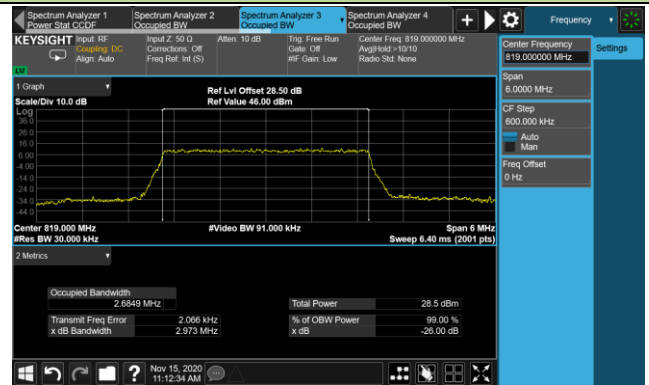 Spectrum Analyzer 1
Power Stat CCDF
Spectrum Analyzer 2
Occupied BW
Spectrum Analyzer 3
Occupied BW
Spectrum Analyzer 4
Occupied BW
+
Frequency
KEYSIGHT
Input: RF
Coupling: DC
Align: Auto
Input Z: 50 Ω
Corrections: Off
Freq Ref: Int (S)
Atten: 10 dB
Trig: Free Run
Gate: Off
#IF Gain: Low
Center Freq: 819.000000 MHz
Avg|Hold:>10/10
Radio Std: None
Center Frequency
819.000000 MHz
Settings
Span
6.0000 MHz
CF Step
600.000 kHz
Auto
Man
Freq Offset
0 Hz
1 Graph
Scale/Div 10.0 dB
Ref Lvl Offset 28.50 dB
Ref Value 46.00 dBm
Log
36.0
26.0
16.0
6.00
-4.00
-14.0
-24.0
-34.0
-44.0
Center 819.000 MHz
#Res BW 30.000 kHz
#Video BW 91.000 kHz
Span 6 MHz
Sweep 6.40 ms (2001 pts)
2 Metrics
Occupied Bandwidth
2.6849 MHz
Total Power 28.5 dBm
Transmit Freq Error 2.066 kHz
% of OBW Power 99.00 %
x dB Bandwidth 2.973 MHz
x dB -26.00 dB
?
Nov 15, 2020
11:12:34 AM